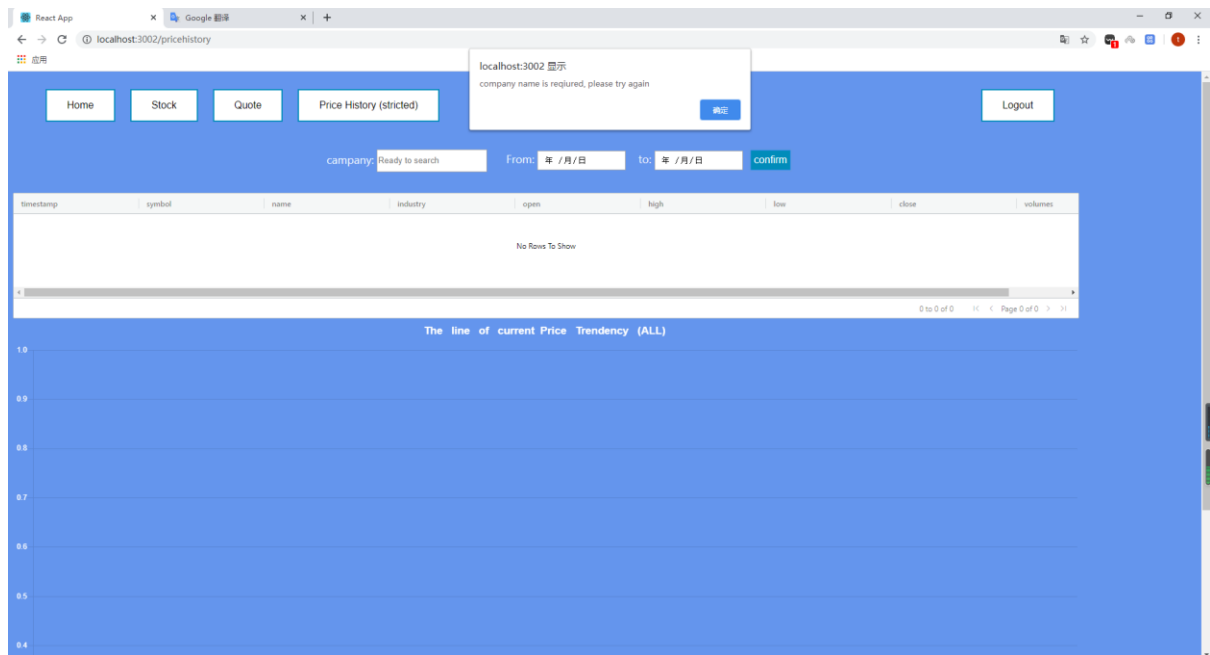 React App Google 翻译
localhost:3002/pricehistory
应用
localhost:3002 显示
company name is reqiured, please try again
确定
Home Stock Quote Price History (stricted) Logout
campany: Ready to search From: 年 /月/日 to: 年 /月/日 confirm
timestamp symbol name industry open high low close volumes
No Rows To Show
0 to 0 of 0 Page 0 of 0
The line of current Price Trendency (ALL)
1.0
0.9
0.8
0.7
0.6
0.5
0.4